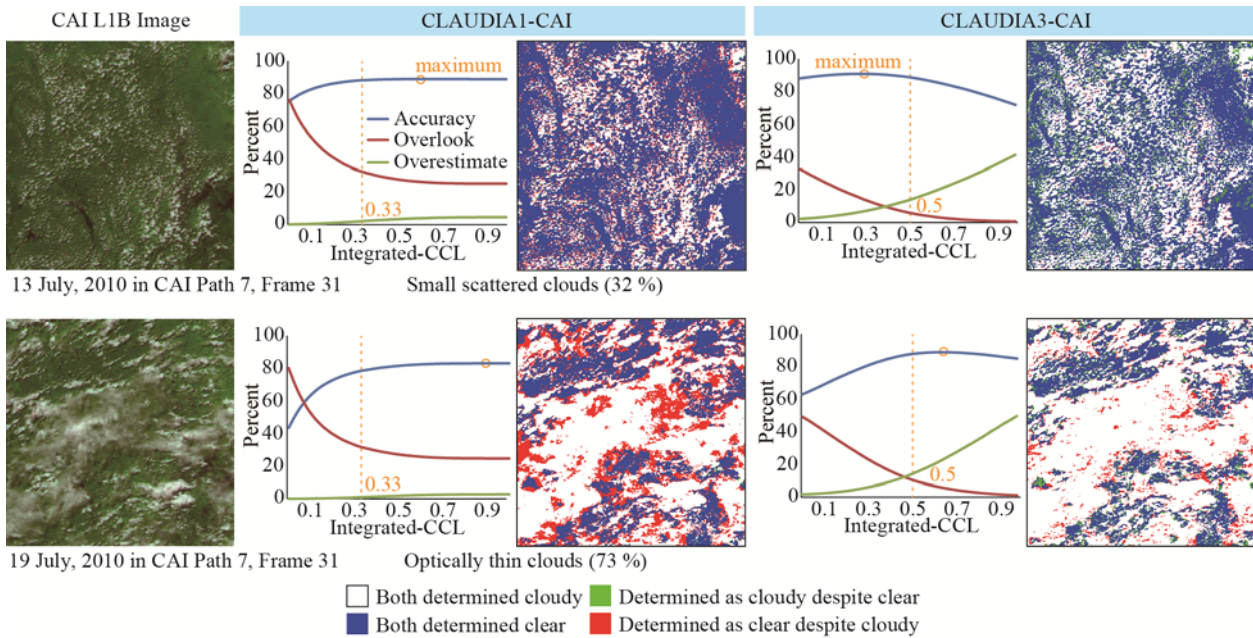 CAI L1B Image
CLAUDIA1-CAI
CLAUDIA3-CAI
100
80
60
40
20
0
Percent
maximum
Accuracy
Overlook
Overestimate
0.33
0.1 0.3 0.5 0.7 0.9
Integrated-CCL
100
80
60
40
20
0
Percent
maximum
0.5
0.1 0.3 0.5 0.7 0.9
Integrated-CCL
13 July, 2010 in CAI Path 7, Frame 31
Small scattered clouds (32 %)
100
80
60
40
20
0
Percent
0.33
0.1 0.3 0.5 0.7 0.9
Integrated-CCL
100
80
60
40
20
0
Percent
0.5
0.1 0.3 0.5 0.7 0.9
Integrated-CCL
19 July, 2010 in CAI Path 7, Frame 31
Optically thin clouds (73 %)
Both determined cloudy
Determined as cloudy despite clear
Both determined clear
Determined as clear despite cloudy